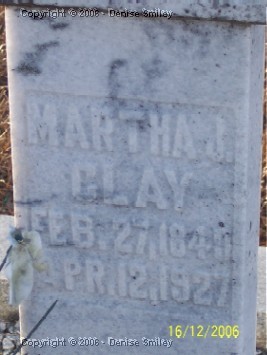 Copyright © 2006 - Denise Smiley
MARTHA J.
CLAY
FEB. 27,
APR. 12, 1927
16/12/2006
Copyright © 2006 - Denise Smiley